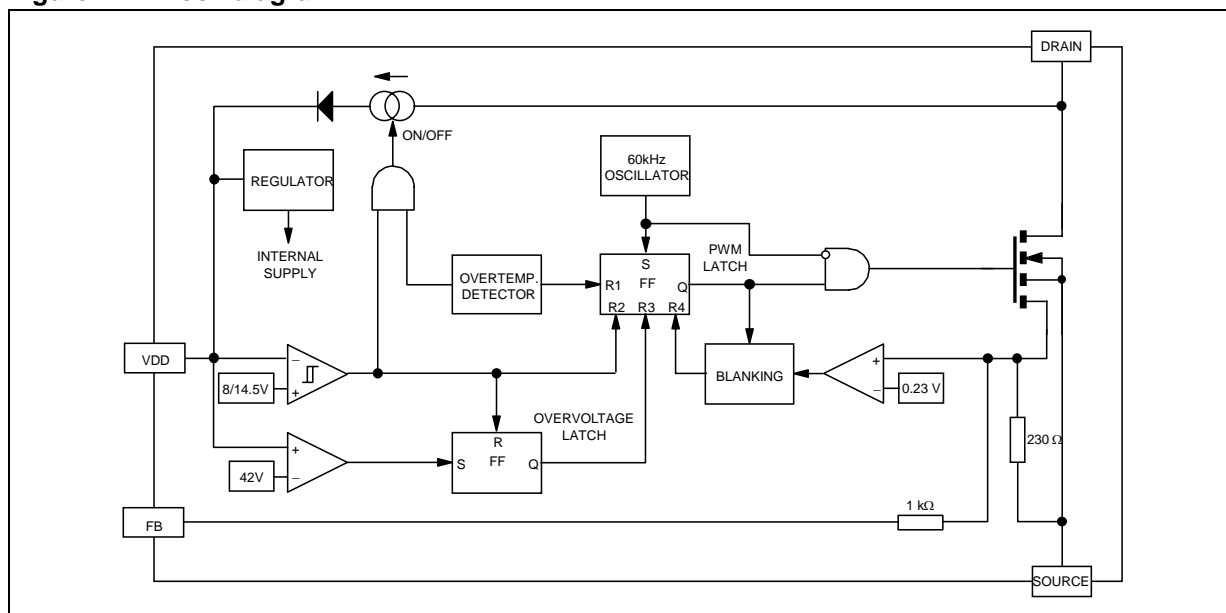 DRAIN
ON/OFF
60kHz
OSCILLATOR
REGULATOR
INTERNAL
SUPPLY
PWM
LATCH
OVERTEMP.
DETECTOR
S
R1
FF
Q
R2
R3
R4
VDD
−
+
8/14.5V
BLANKING
+
−
0.23 V
OVERVOLTAGE
LATCH
230 Ω
R
S
FF
Q
+
−
42V
1 kΩ
FB
SOURCE